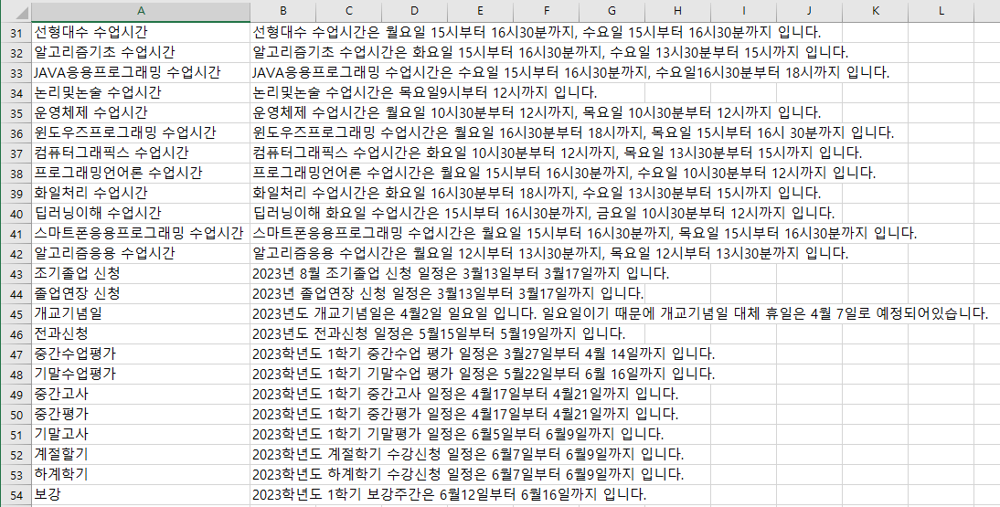 A B C D E F G H I J K L
31 선형대수 수업시간 선형대수 수업시간은 월요일 15시부터 16시30분까지, 수요일 15시부터 16시30분까지 입니다.
32 알고리즘기초 수업시간 알고리즘기초 수업시간은 화요일 15시부터 16시30분까지, 수요일 13시30분부터 15시까지 입니다.
33 JAVA응용프로그래밍 수업시간 JAVA응용프로그래밍 수업시간은 수요일 15시부터 16시30분까지, 수요일16시30분부터 18시까지 입니다.
34 논리및논술 수업시간 논리및논술 수업시간은 목요일9시부터 12시까지 입니다.
35 운영체제 수업시간 운영체제 수업시간은 월요일 10시30분부터 12시까지, 목요일 10시30분부터 12시까지 입니다.
36 윈도우즈프로그래밍 수업시간 윈도우즈프로그래밍 수업시간은 월요일 16시30분부터 18시까지, 목요일 15시부터 16시 30분까지 입니다.
37 컴퓨터그래픽스 수업시간 컴퓨터그래픽스 수업시간은 화요일 10시30분부터 12시까지, 목요일 13시30분부터 15시까지 입니다.
38 프로그래밍언어론 수업시간 프로그래밍언어론 수업시간은 월요일 15시부터 16시30분까지, 수요일 10시30분부터 12시까지 입니다.
39 화일처리 수업시간 화일처리 수업시간은 화요일 16시30분부터 18시까지, 수요일 13시30분부터 15시까지 입니다.
40 딥러닝이해 수업시간 딥러닝이해 화요일 수업시간은 15시부터 16시30분까지, 금요일 10시30분부터 12시까지 입니다.
41 스마트폰응용프로그래밍 수업시간 스마트폰응용프로그래밍 수업시간은 월요일 15시부터 16시30분까지, 목요일 15시부터 16시30분까지 입니다.
42 알고리즘응용 수업시간 알고리즘응용 수업시간은 월요일 12시부터 13시30분까지, 목요일 12시부터 13시30분까지 입니다.
43 조기졸업 신청 2023년 8월 조기졸업 신청 일정은 3월13일부터 3월17일까지 입니다.
44 졸업연장 신청 2023년 졸업연장 신청 일정은 3월13일부터 3월17일까지 입니다.
45 개교기념일 2023년도 개교기념일은 4월2일 일요일 입니다. 일요일이기 때문에 개교기념일 대체 휴일은 4월 7일로 예정되어있습니다.
46 전과신청 2023년도 전과신청 일정은 5월15일부터 5월19일까지 입니다.
47 중간수업평가 2023학년도 1학기 중간수업 평가 일정은 3월27일부터 4월 14일까지 입니다.
48 기말수업평가 2023학년도 1학기 기말수업 평가 일정은 5월22일부터 6월 16일까지 입니다.
49 중간고사 2023학년도 1학기 중간고사 일정은 4월17일부터 4월21일까지 입니다.
50 중간평가 2023학년도 1학기 중간평가 일정은 4월17일부터 4월21일까지 입니다.
51 기말고사 2023학년도 1학기 기말평가 일정은 6월5일부터 6월9일까지 입니다.
52 계절할기 2023학년도 계절학기 수강신청 일정은 6월7일부터 6월9일까지 입니다.
53 하계학기 2023학년도 하계학기 수강신청 일정은 6월7일부터 6월9일까지 입니다.
54 보강 2023학년도 1학기 보강주간은 6월12일부터 6월16일까지 입니다.